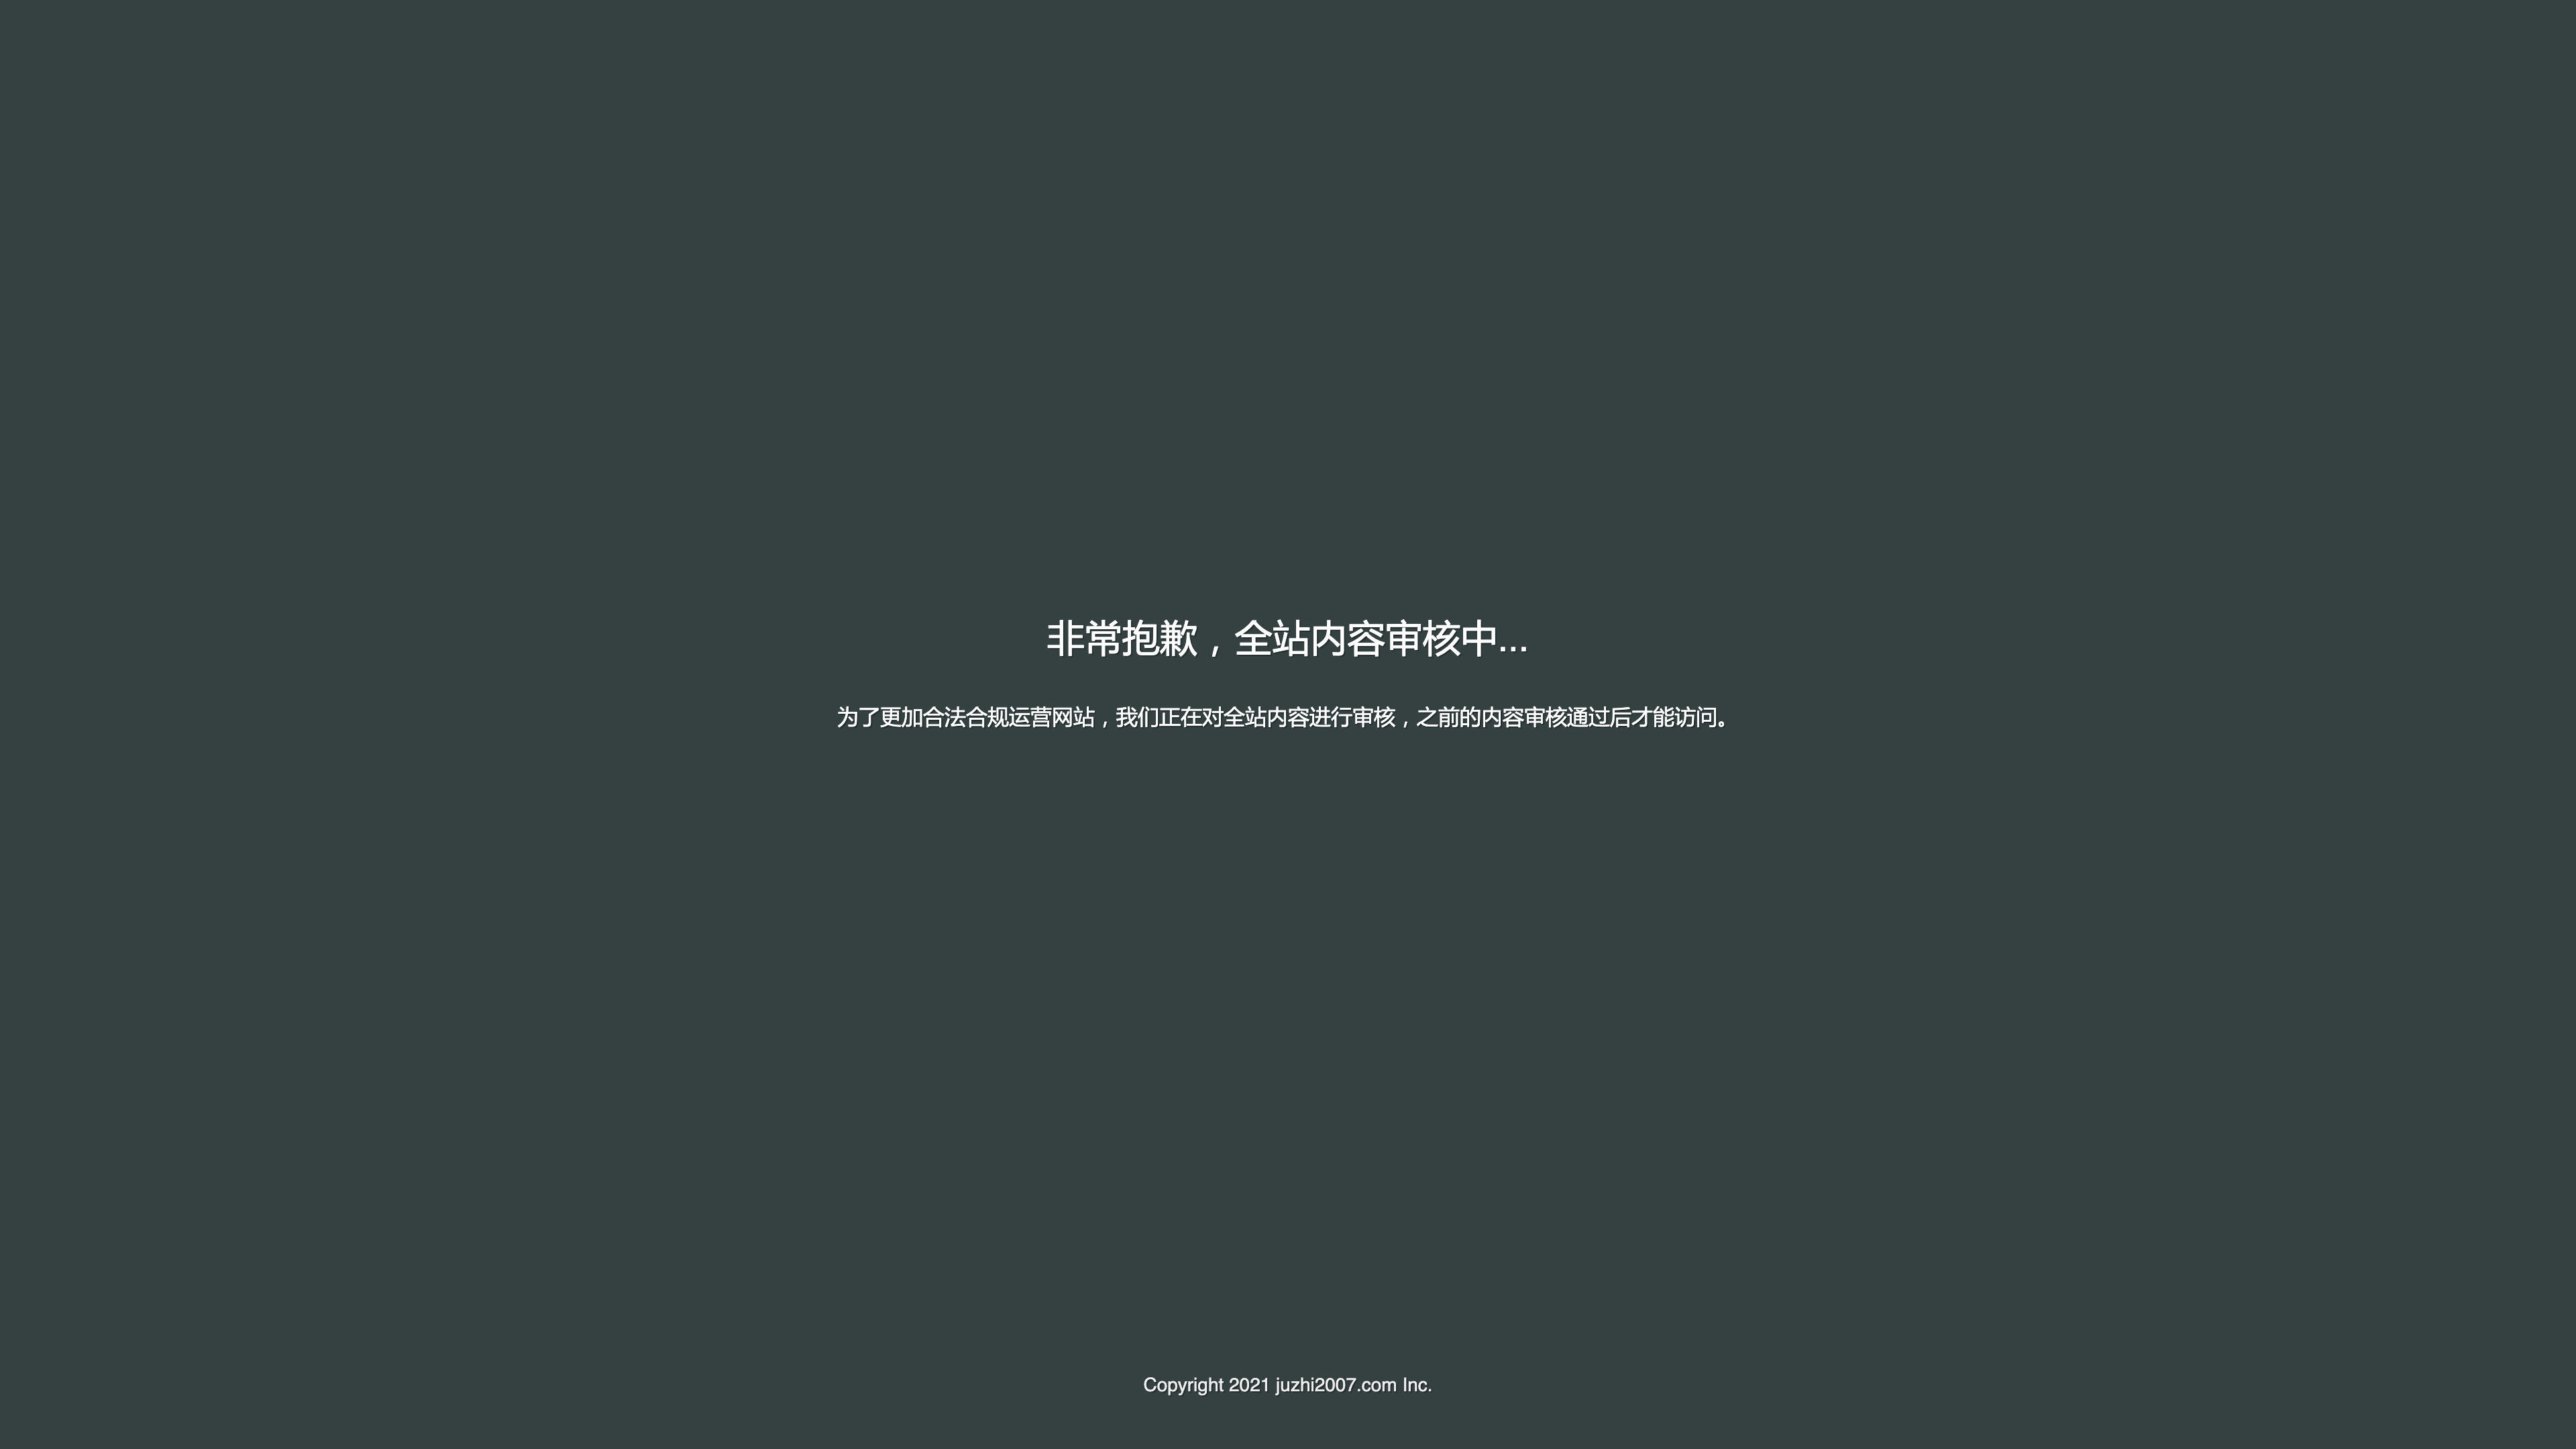 非常抱歉，全站内容审核中...
为了更加合法合规运营网站，我们正在对全站内容进行审核，之前的内容审核通过后才能访问。
Copyright 2021 juzhi2007.com Inc.